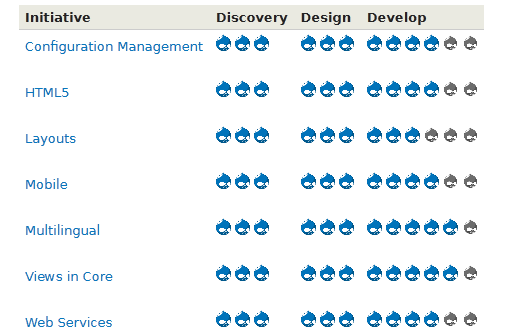 Initiative Discovery Design Develop
Configuration Management
HTML5
Layouts
Mobile
Multilingual
Views in Core
Web Services